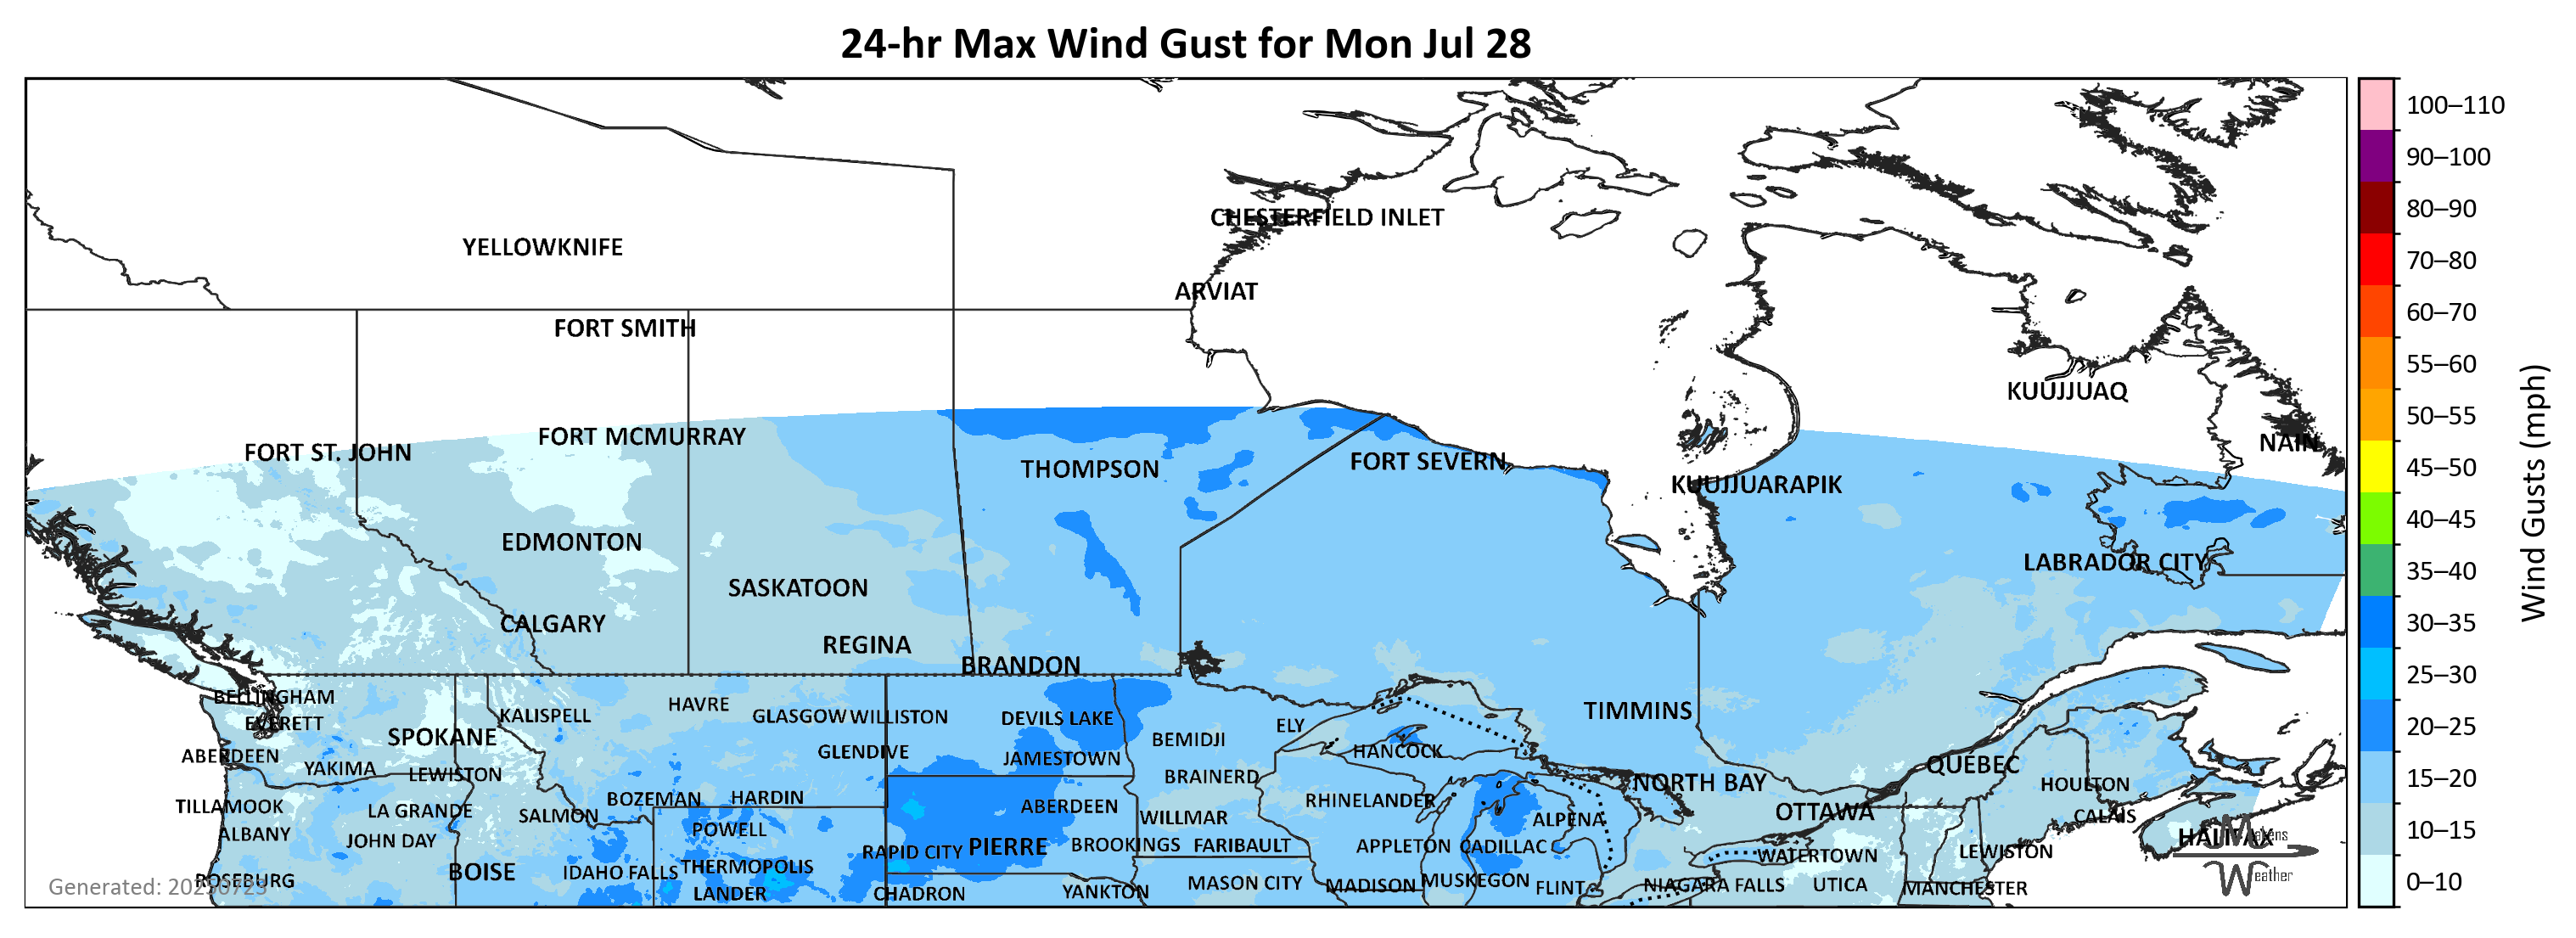 24-hr Max Wind Gust for Mon Jul 28
100–110
90–100
80–90
70–80
60–70
55–60
50–55
45–50
40–45
35–40
30–35
25–30
20–25
15–20
10–15
0–10
Wind Gusts (mph)
CHESTERFIELD INLET
YELLOWKNIFE
ARVIAT
FORT SMITH
KUUJJUAQ
FORT MCMURRAY
NAIN
FORT ST. JOHN
FORT SEVERN
THOMPSON
KUUJJUARAPIK
EDMONTON
LABRADOR CITY
SASKATOON
CALGARY
REGINA
BRANDON
BELLINGHAM
HAVRE
TIMMINS
KALISPELL
GLASGOW
WILLISTON
DEVILS LAKE
EVERETT
ELY
SPOKANE
BEMIDJI
HANCOCK
ABERDEEN
GLENDIVE
JAMESTOWN
QUÉBEC
YAKIMA
LEWISTON
BRAINERD
NORTH BAY
HOULTON
TILLAMOOK
LA GRANDE
BOZEMAN
HARDIN
ABERDEEN
RHINELANDER
SALMON
WILLMAR
ALPENA
OTTAWA
CALAIS
ALBANY
JOHN DAY
POWELL
HALIFAX
RAPID CITY
PIERRE
BROOKINGS
FARIBAULT
APPLETON
CADILLAC
WATERTOWN
LEWISTON
BOISE
IDAHO FALLS
THERMOPOLIS
ROSEBURG
LANDER
CHADRON
YANKTON
MASON CITY
MADISON
MUSKEGON
FLINT
NIAGARA FALLS
UTICA
MANCHESTER
Generated: 20250723
Weather